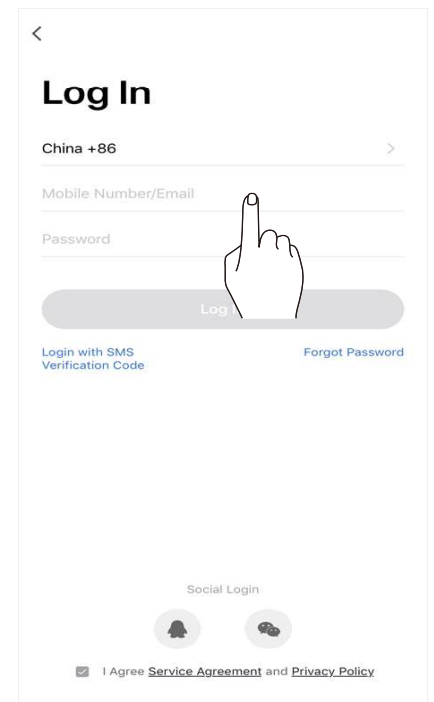 Log In
China +86
Mobile Number/Email
Password
Log
Login with SMS
Verification Code
Forgot Password
Social Login
I Agree Service Agreement and Privacy Policy